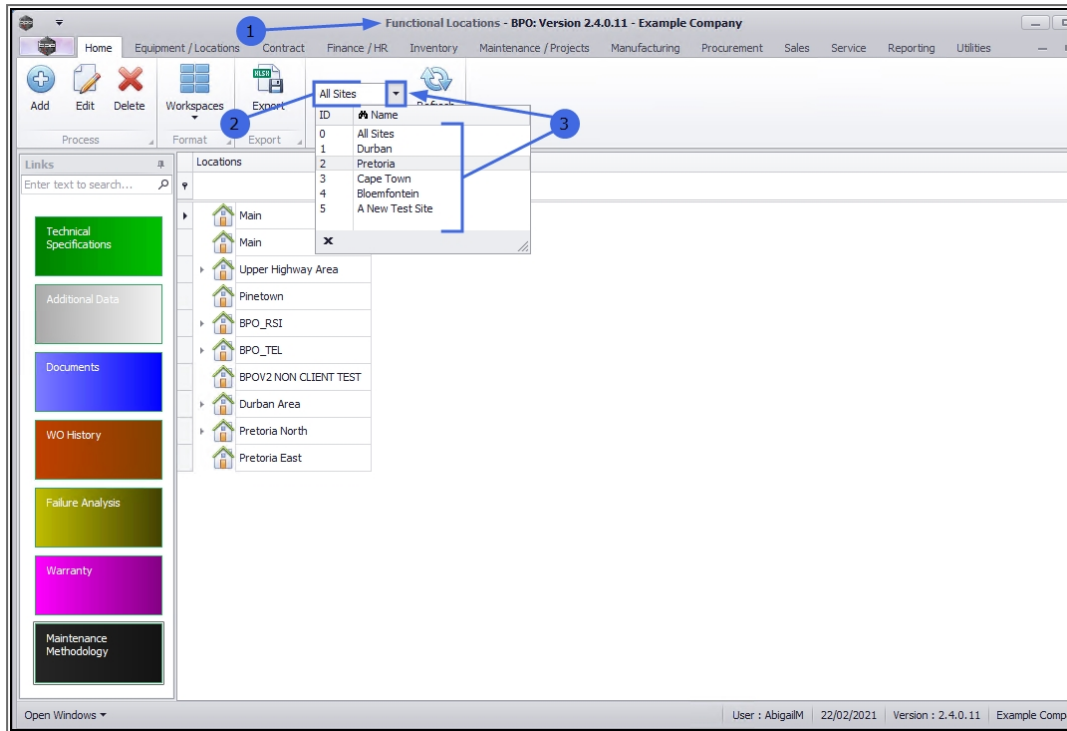 Functional Locations - BPO: Version 2.4.0.11 - Example Company
1
Home Equipment / Locations Contract Finance / HR Inventory Maintenance / Projects Manufacturing Procurement Sales Service Reporting Utilities
XLSX
Add Edit Delete Workspaces Export All Sites Refresh
2
3
Process Format Export
ID Name
0 All Sites
1 Durban
2 Pretoria
3 Cape Town
4 Bloemfontein
5 A New Test Site
Links
Enter text to search...
Technical
Specifications
Additional Data
Documents
WO History
Failure Analysis
Warranty
Maintenance
Methodology
Locations
Main
Main
Upper Highway Area
Pinetown
BPO_RSI
BPO_TEL
BPOV2 NON CLIENT TEST
Durban Area
Pretoria North
Pretoria East
Open Windows
User : AbigailM 22/02/2021 Version : 2.4.0.11 Example Comp